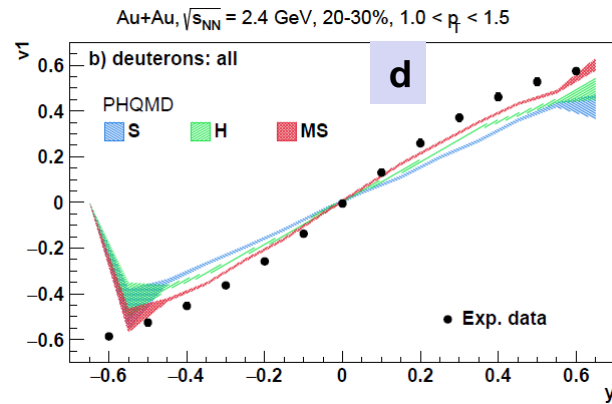 Au+Au, √sNN = 2.4 GeV, 20-30%, 1.0 < pT < 1.5
v1
b) deuterons: all
d
PHQMD
S H MS
0.6
0.4
0.2
0
−0.2
−0.4
−0.6
Exp. data
−0.6 −0.4 −0.2 0 0.2 0.4 0.6
y